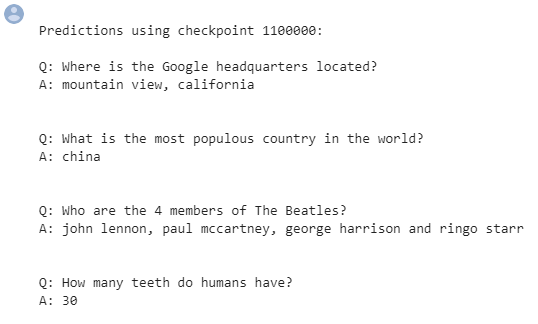 Predictions using checkpoint 1100000:
Q: Where is the Google headquarters located?
A: mountain view, california
Q: What is the most populous country in the world?
A: china
Q: Who are the 4 members of The Beatles?
A: john lennon, paul mccartney, george harrison and ringo starr
Q: How many teeth do humans have?
A: 30